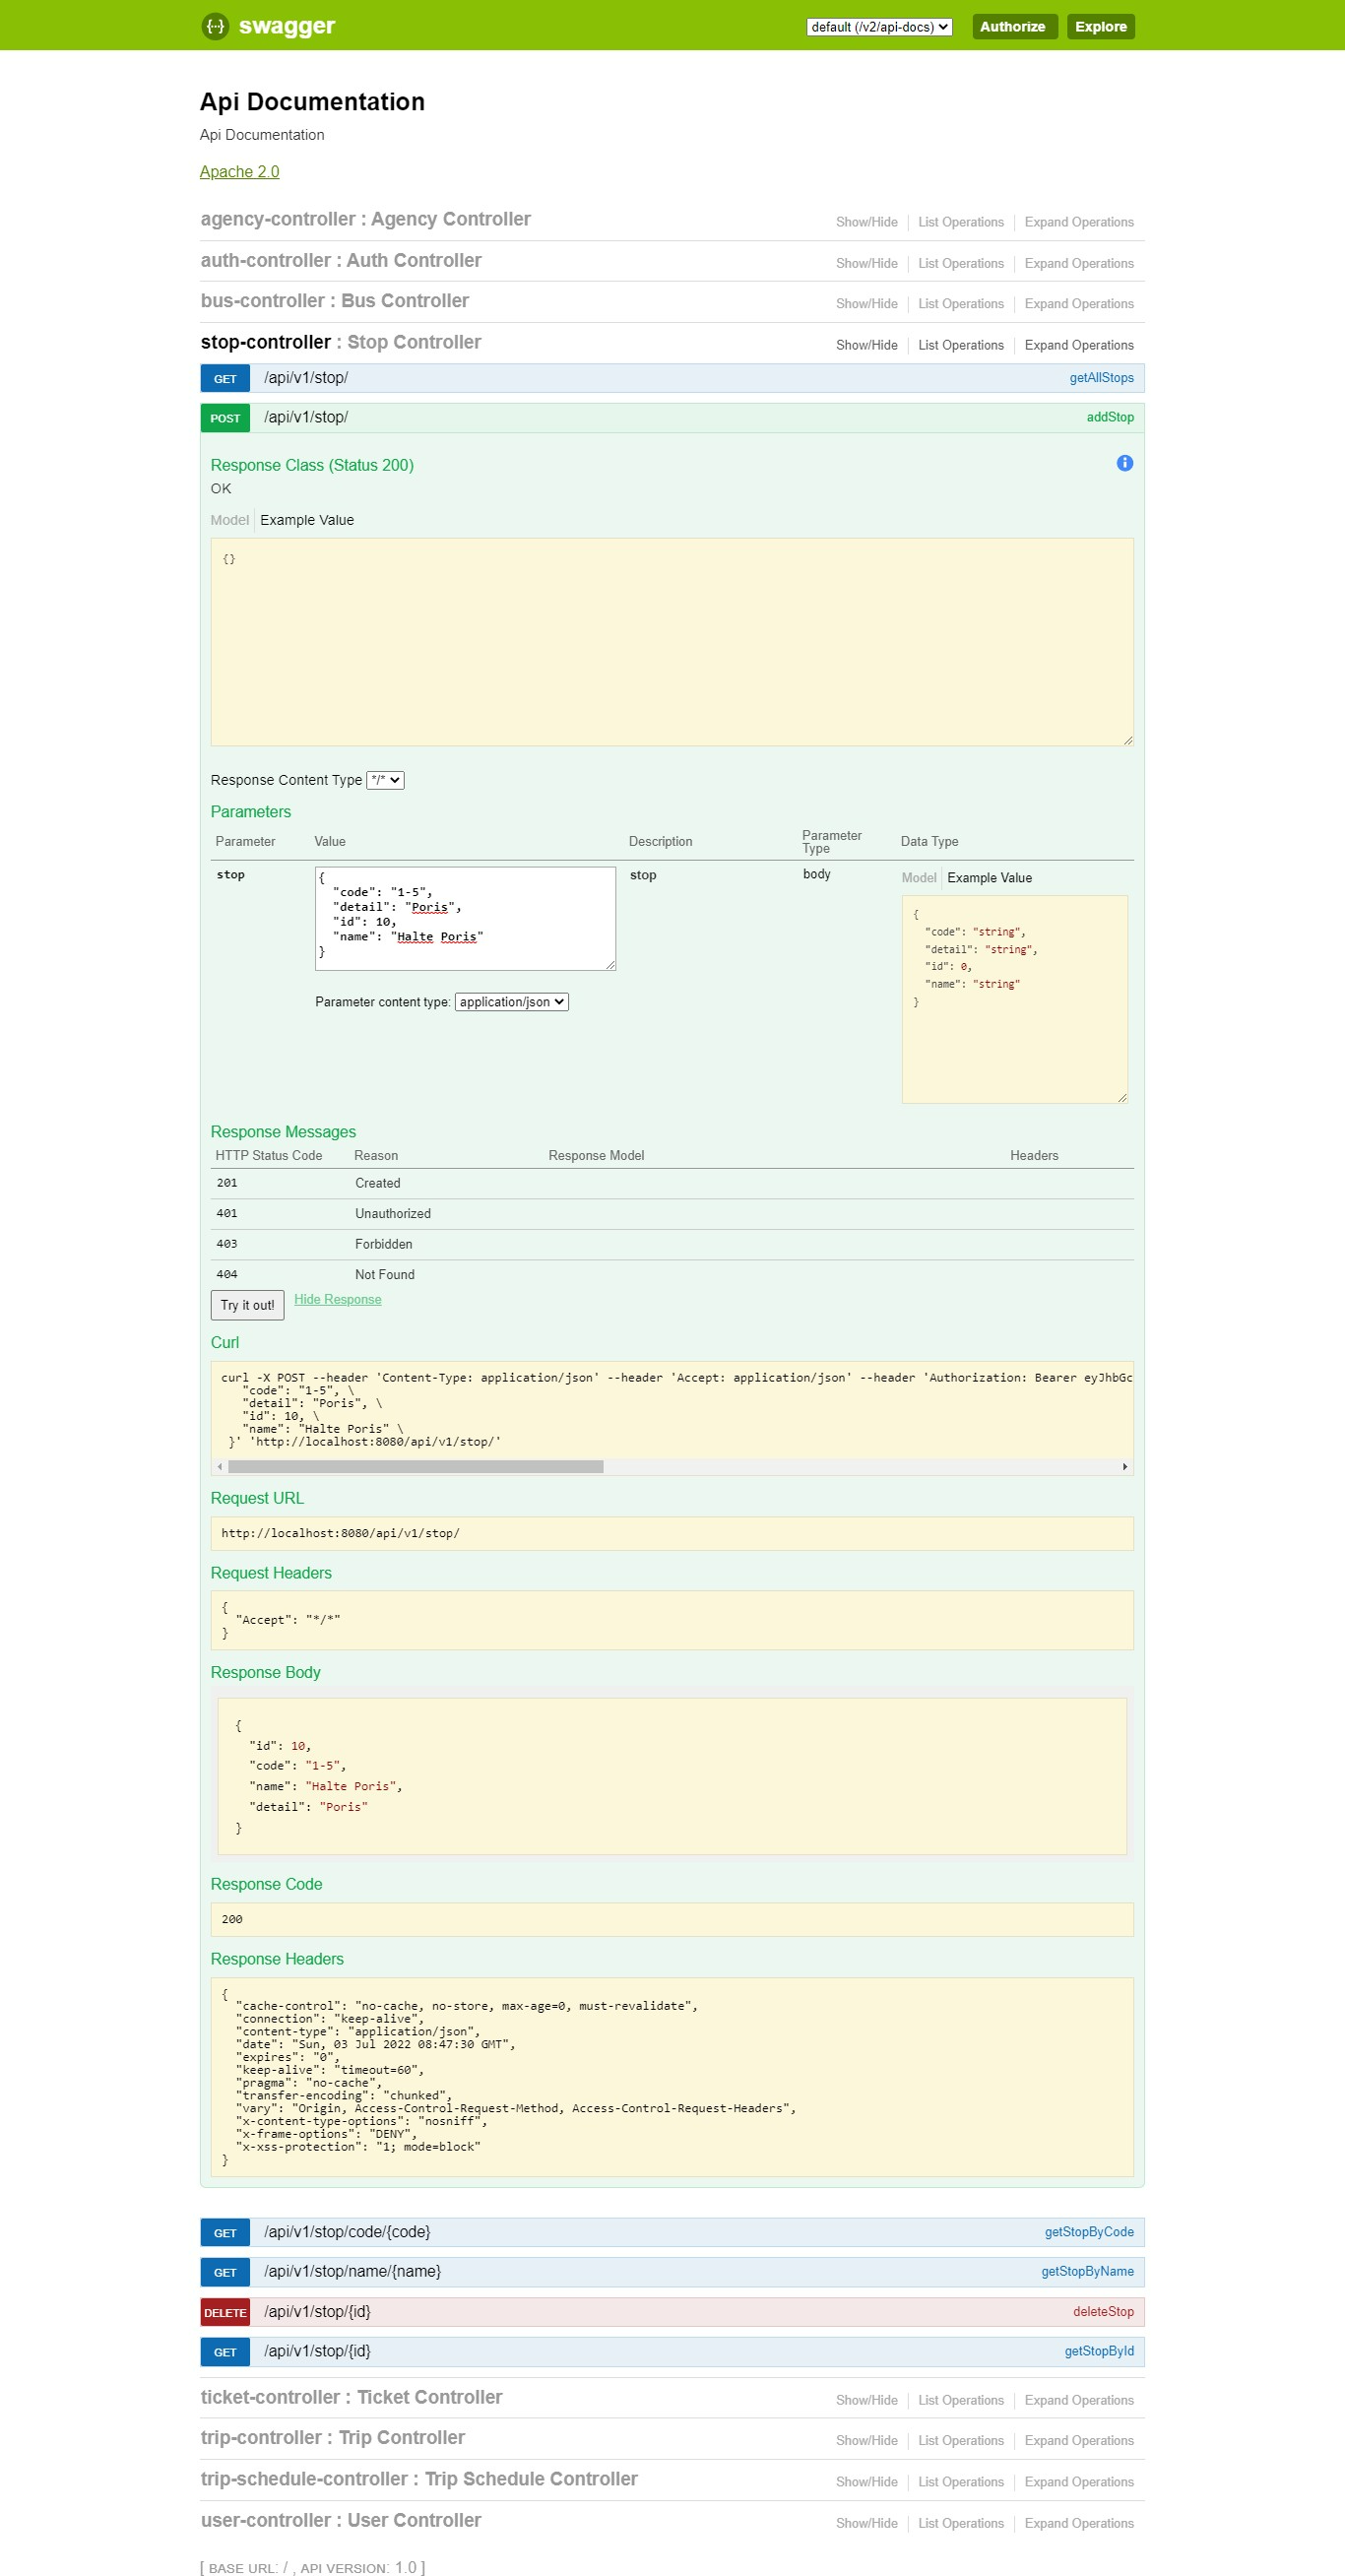 swagger default (/v2/api-docs) Authorize Explore
Api Documentation
Api Documentation
Apache 2.0
agency-controller : Agency Controller Show/Hide List Operations Expand Operations
auth-controller : Auth Controller Show/Hide List Operations Expand Operations
bus-controller : Bus Controller Show/Hide List Operations Expand Operations
stop-controller : Stop Controller Show/Hide List Operations Expand Operations
GET /api/v1/stop/ getAllStops
POST /api/v1/stop/ addStop
Response Class (Status 200)
OK
Model Example Value
{}
Response Content Type */*
Parameters
Parameter Value Description Parameter Type Data Type
stop
{
"code": "1-5",
"detail": "Poris",
"id": 10,
"name": "Halte Poris"
}
Parameter content type: application/json
stop
body
Model Example Value
{
"code": "string",
"detail": "string",
"id": 0,
"name": "string"
}
Response Messages
HTTP Status Code Reason Response Model Headers
201 Created
401 Unauthorized
403 Forbidden
404 Not Found
Try it out! Hide Response
Curl
curl -X POST --header 'Content-Type: application/json' --header 'Accept: application/json' --header 'Authorization: Bearer eyJhbGc
"code": "1-5", \
"detail": "Poris", \
"id": 10, \
"name": "Halte Poris" \
}' 'http://localhost:8080/api/v1/stop/'
Request URL
http://localhost:8080/api/v1/stop/
Request Headers
{
"Accept": "*/*"
}
Response Body
{
"id": 10,
"code": "1-5",
"name": "Halte Poris",
"detail": "Poris"
}
Response Code
200
Response Headers
{
"cache-control": "no-cache, no-store, max-age=0, must-revalidate",
"connection": "keep-alive",
"content-type": "application/json",
"date": "Sun, 03 Jul 2022 08:47:30 GMT",
"expires": "0",
"keep-alive": "timeout=60",
"pragma": "no-cache",
"transfer-encoding": "chunked",
"vary": "Origin, Access-Control-Request-Method, Access-Control-Request-Headers",
"x-content-type-options": "nosniff",
"x-frame-options": "DENY",
"x-xss-protection": "1; mode=block"
}
GET /api/v1/stop/code/{code} getStopByCode
GET /api/v1/stop/name/{name} getStopByName
DELETE /api/v1/stop/{id} deleteStop
GET /api/v1/stop/{id} getStopById
ticket-controller : Ticket Controller Show/Hide List Operations Expand Operations
trip-controller : Trip Controller Show/Hide List Operations Expand Operations
trip-schedule-controller : Trip Schedule Controller Show/Hide List Operations Expand Operations
user-controller : User Controller Show/Hide List Operations Expand Operations
[ BASE URL: / , API VERSION: 1.0 ]